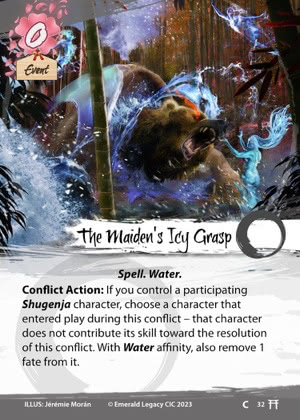 0
Event
The Maiden's Icy Grasp
Spell. Water.
Conflict Action: If you control a participating
Shugenja character, choose a character that
entered play during this conflict – that character
does not contribute its skill toward the resolution
of this conflict. With Water affinity, also remove 1
fate from it.
ILLUS: Jérémie Morán © Emerald Legacy CIC 2023 C 32